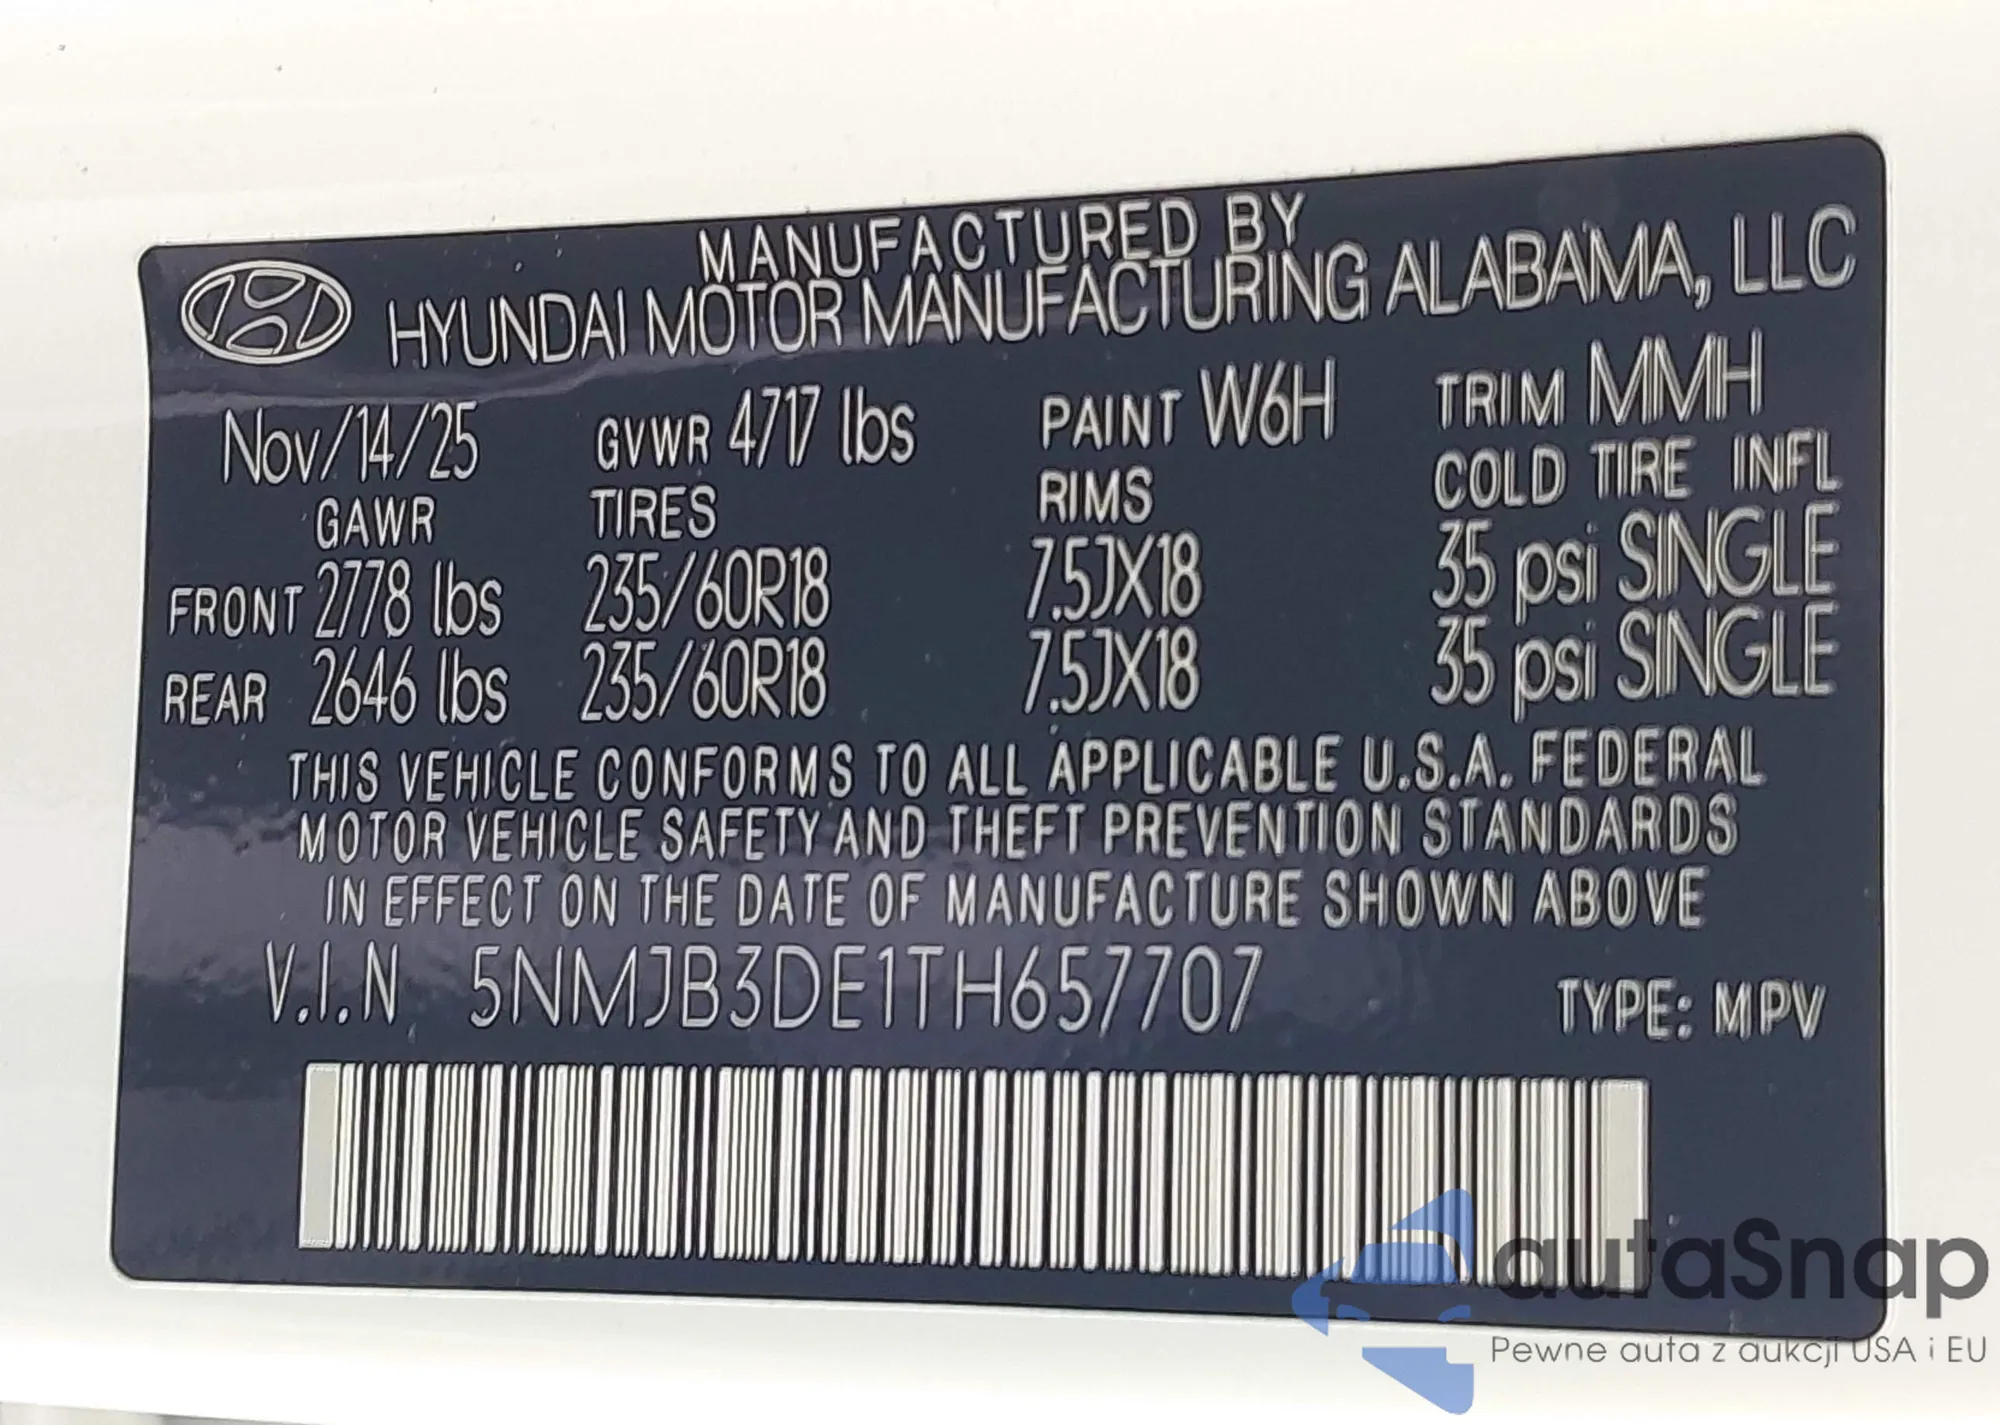 MANUFACTURED BY
HYUNDAI MOTOR MANUFACTURING ALABAMA, LLC
Nov/14/25 GVWR 4717 lbs PAINT W6H TRIM MMH
GAWR TIRES RIMS COLD TIRE INFL
FRONT 2778 lbs 235/60R18 7.5JX18 35 psi SINGLE
REAR 2646 lbs 235/60R18 7.5JX18 35 psi SINGLE
THIS VEHICLE CONFORMS TO ALL APPLICABLE U.S.A. FEDERAL
MOTOR VEHICLE SAFETY AND THEFT PREVENTION STANDARDS
IN EFFECT ON THE DATE OF MANUFACTURE SHOWN ABOVE
V.I.N 5NMJB3DE1TH657707 TYPE: MPV
autaSnap
Pewne auta z aukcji USA i EU